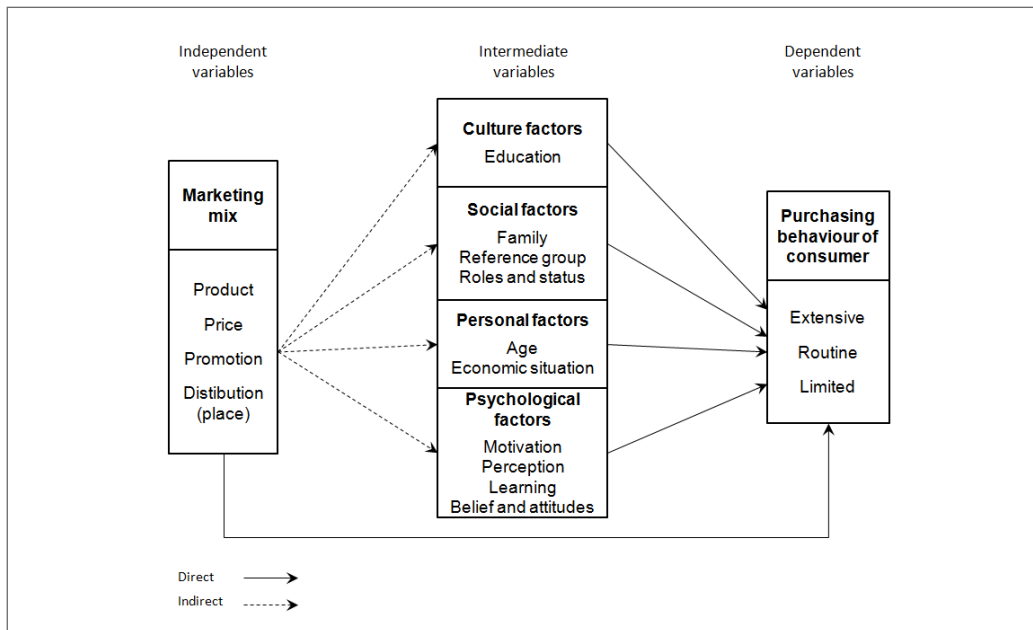 Independent
variables
Intermediate
variables
Dependent
variables
Marketing
mix
Product
Price
Promotion
Distibution
(place)
Culture factors
Education
Social factors
Family
Reference group
Roles and status
Personal factors
Age
Economic situation
Psychological
factors
Motivation
Perception
Learning
Belief and attitudes
Purchasing
behaviour of
consumer
Extensive
Routine
Limited
Direct
Indirect